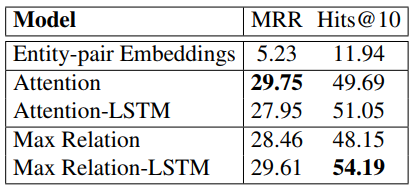 Model MRR Hits@10
Entity-pair Embeddings 5.23 11.94
Attention 29.75 49.69
Attention-LSTM 27.95 51.05
Max Relation 28.46 48.15
Max Relation-LSTM 29.61 54.19